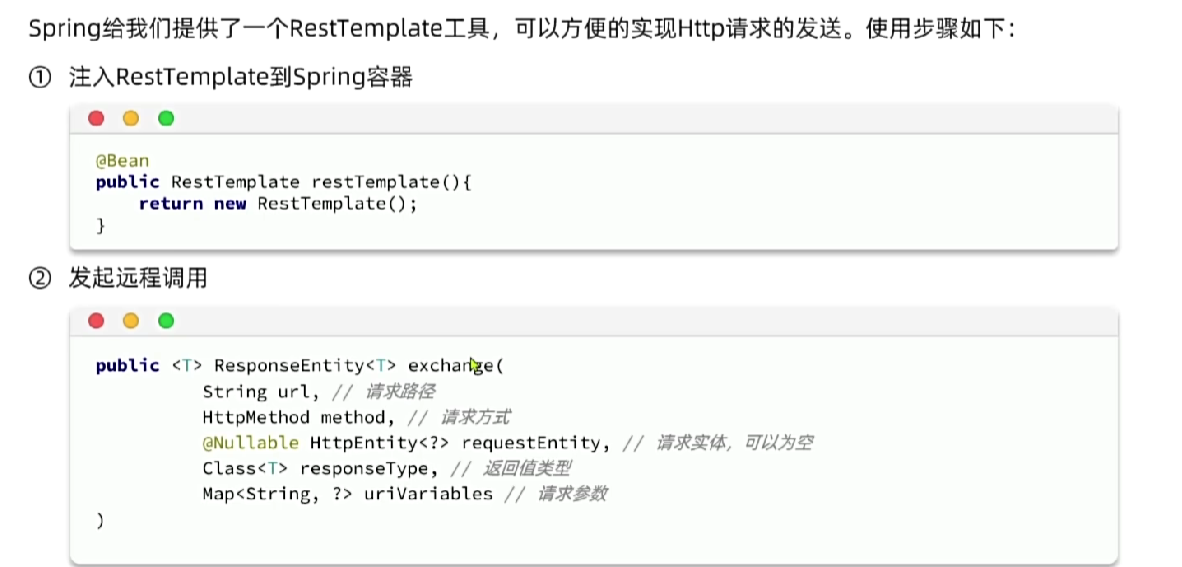 Spring给我们提供了一个RestTemplate工具，可以方便的实现Http请求的发送。使用步骤如下：
① 注入RestTemplate到Spring容器
@Bean
public RestTemplate restTemplate(){
    return new RestTemplate();
}
② 发起远程调用
public <T> ResponseEntity<T> exchange(
          String url, // 请求路径
          HttpMethod method, // 请求方式
          @Nullable HttpEntity<?> requestEntity, // 请求实体，可以为空
          Class<T> responseType, // 返回值类型
          Map<String, ?> uriVariables // 请求参数
)